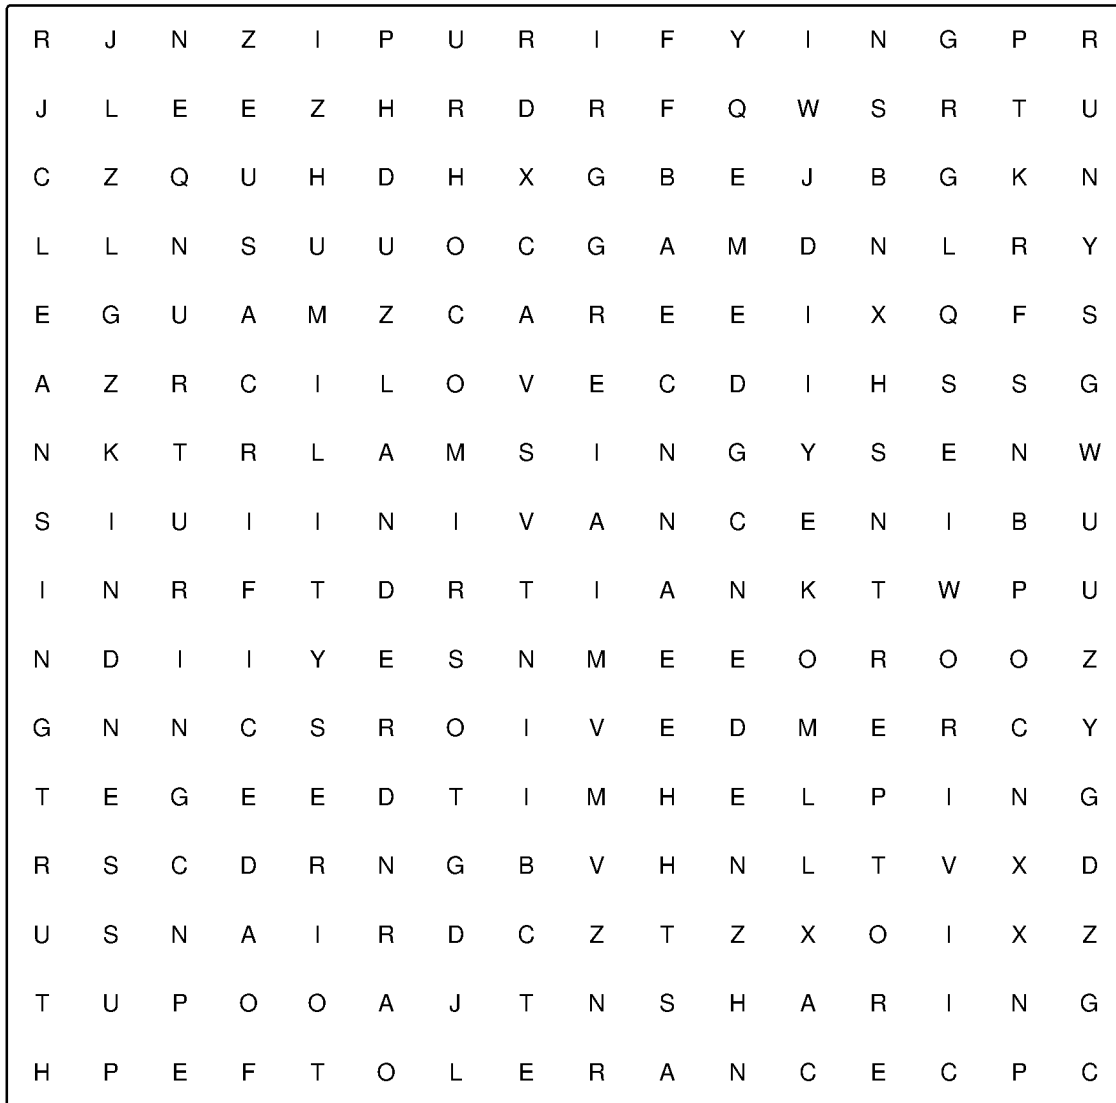 R J N Z I P U R I F Y I N G P R
J L E E Z H R D R F Q W S R T U
C Z Q U H D H X G B E J B G K N
L L N S U U O C G A M D N L R Y
E G U A M Z C A R E E I X Q F S
A Z R C I L O V E C D I H S S G
N K T R L A M S I N G Y S E N W
S I U I I N I V A N C E N I B U
I N R F T D R T I A N K T W P U
N D I I Y E S N M E E O R O O Z
G N N C S R O I V E D M E R C Y
T E G E E D T I M H E L P I N G
R S C D R N G B V H N L T V X D
U S N A I R D C Z T Z X O I X Z
T U P O O A J T N S H A R I N G
H P E F T O L E R A N C E C P C